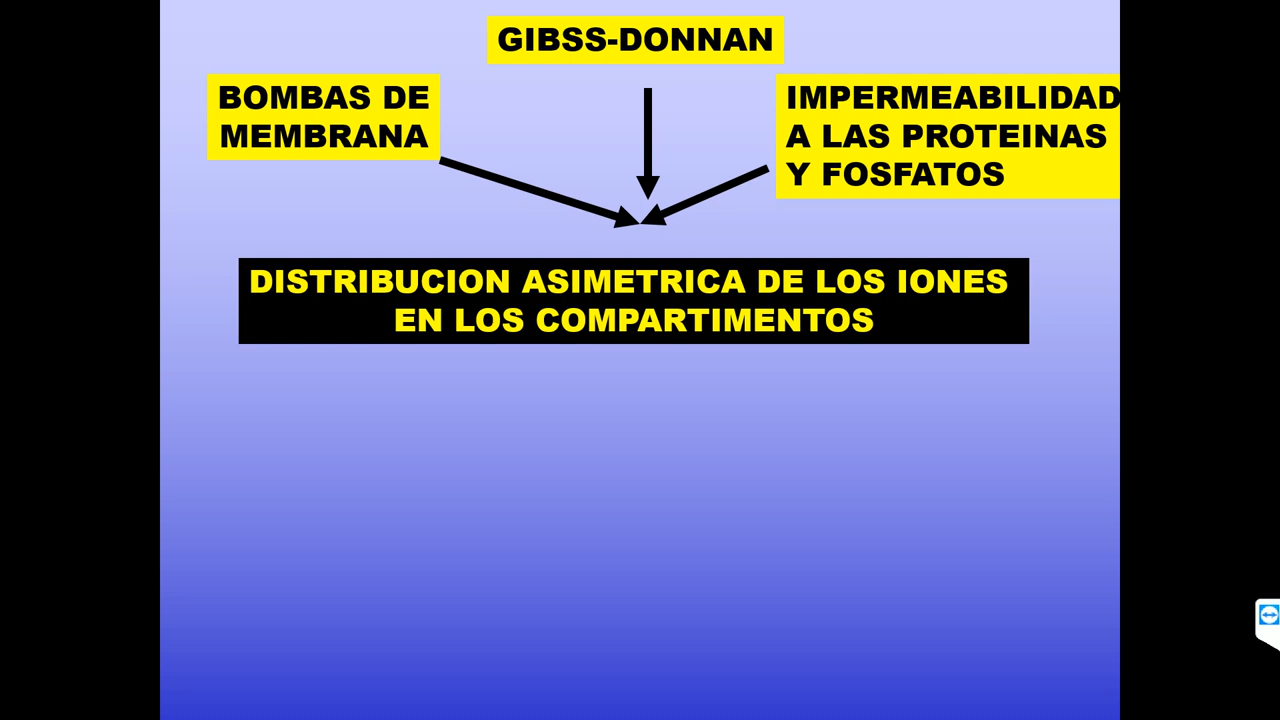 GIBSS-DONNAN
BOMBAS DE
MEMBRANA
IMPERMEABILIDAD
A LAS PROTEINAS
Y FOSFATOS
DISTRIBUCION ASIMETRICA DE LOS IONES
EN LOS COMPARTIMENTOS